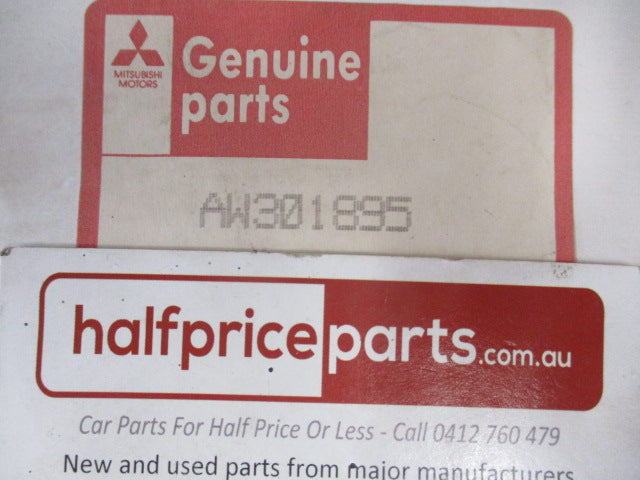 MITSUBISHI
MOTORS
Genuine
parts
AW301895
halfpriceparts.com.au
Car Parts For Half Price Or Less - Call 0412 760 479
New and used parts from major manufacturers